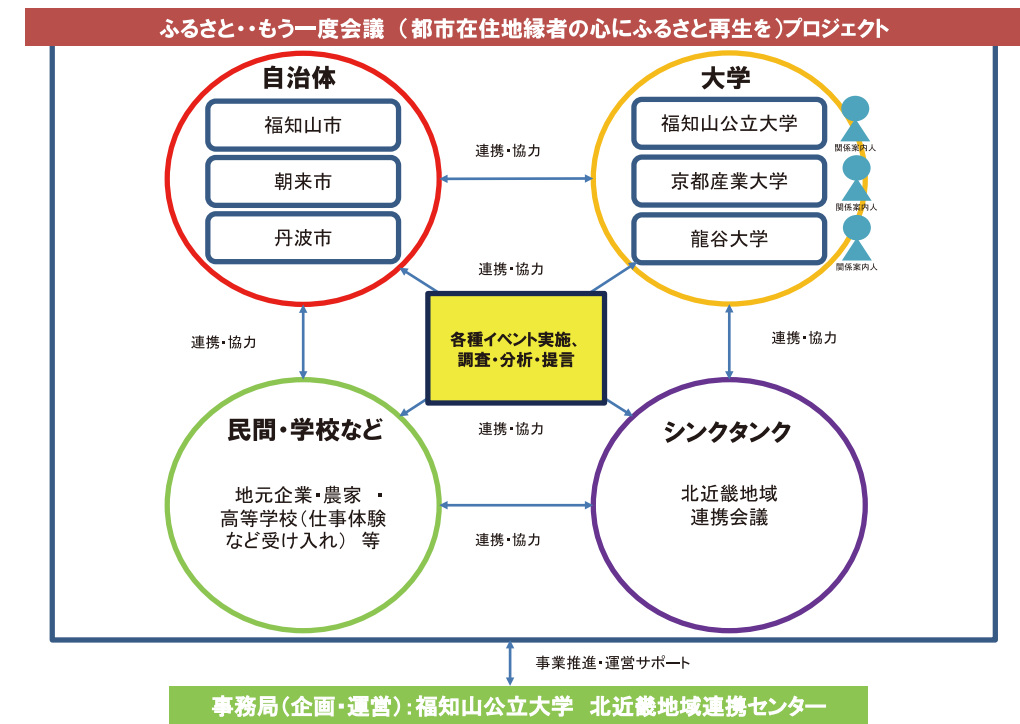 ふるさと・・もう一度会議 （都市在住地縁者の心にふるさと再生を）プロジェクト
自治体
福知山市
朝来市
丹波市
連携・協力
大学
福知山公立大学
京都産業大学
龍谷大学
関係案内人
関係案内人
関係案内人
連携・協力
連携・協力
各種イベント実施、
調査・分析・提言
連携・協力
連携・協力
民間・学校など
地元企業・農家 ・
高等学校（仕事体験
など受け入れ） 等
連携・協力
シンクタンク
北近畿地域
連携会議
事業推進・運営サポート
事務局（企画・運営）：福知山公立大学 北近畿地域連携センター